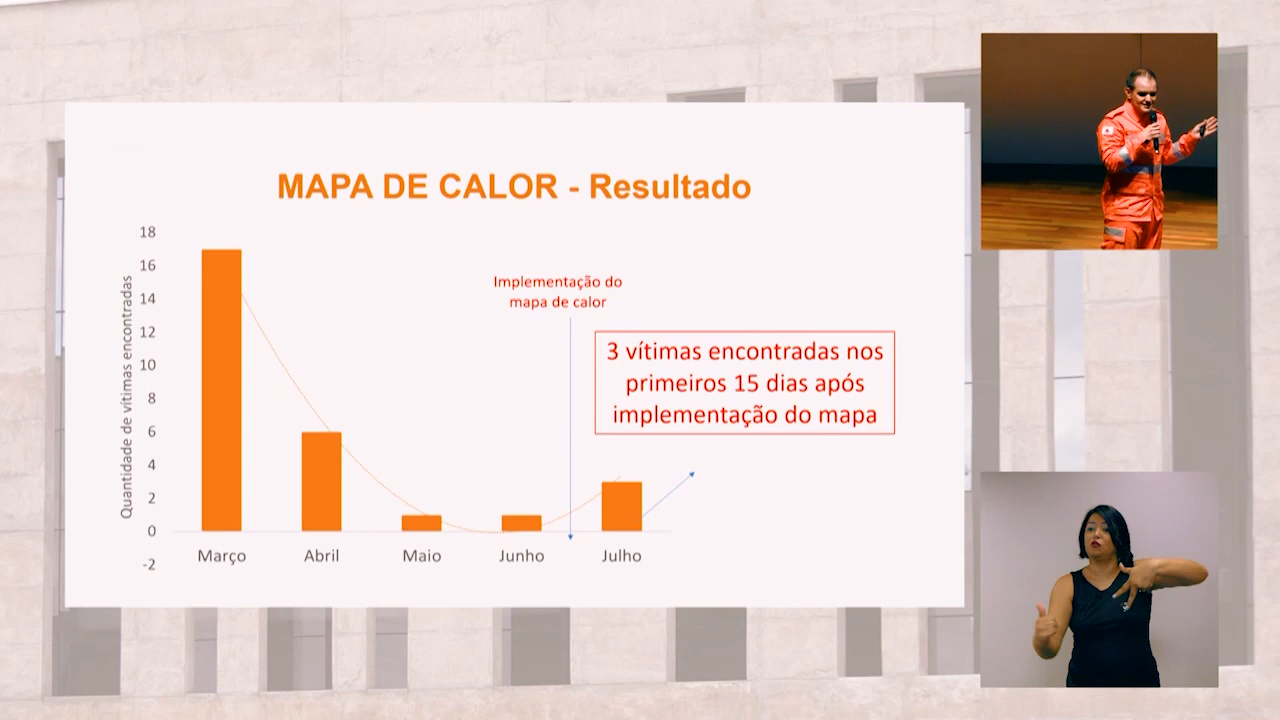 MAPA DE CALOR - Resultado
Quantidade de vítimas encontradas
18
16
14
12
10
8
6
4
2
0
-2
Implementação do
mapa de calor
3 vítimas encontradas nos
primeiros 15 dias após
implementação do mapa
Março
Abril
Maio
Junho
Julho